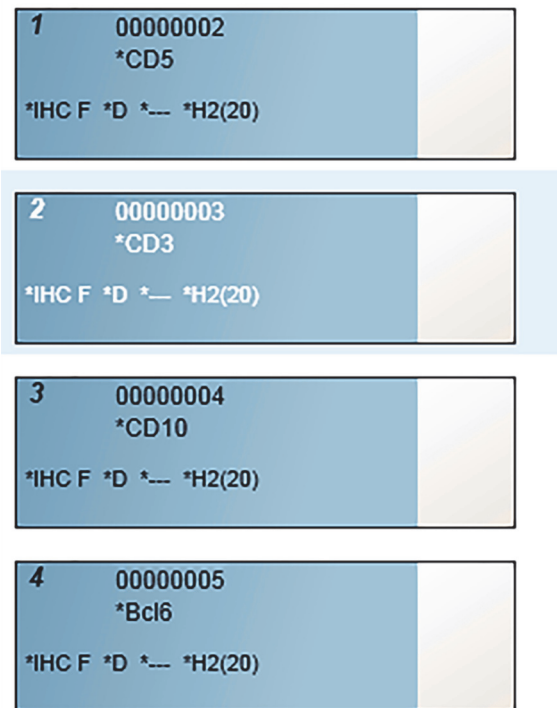 1 00000002
*CD5
*IHC F *D *--- *H2(20)
2 00000003
*CD3
*IHC F *D *--- *H2(20)
3 00000004
*CD10
*IHC F *D *--- *H2(20)
4 00000005
*Bcl6
*IHC F *D *--- *H2(20)